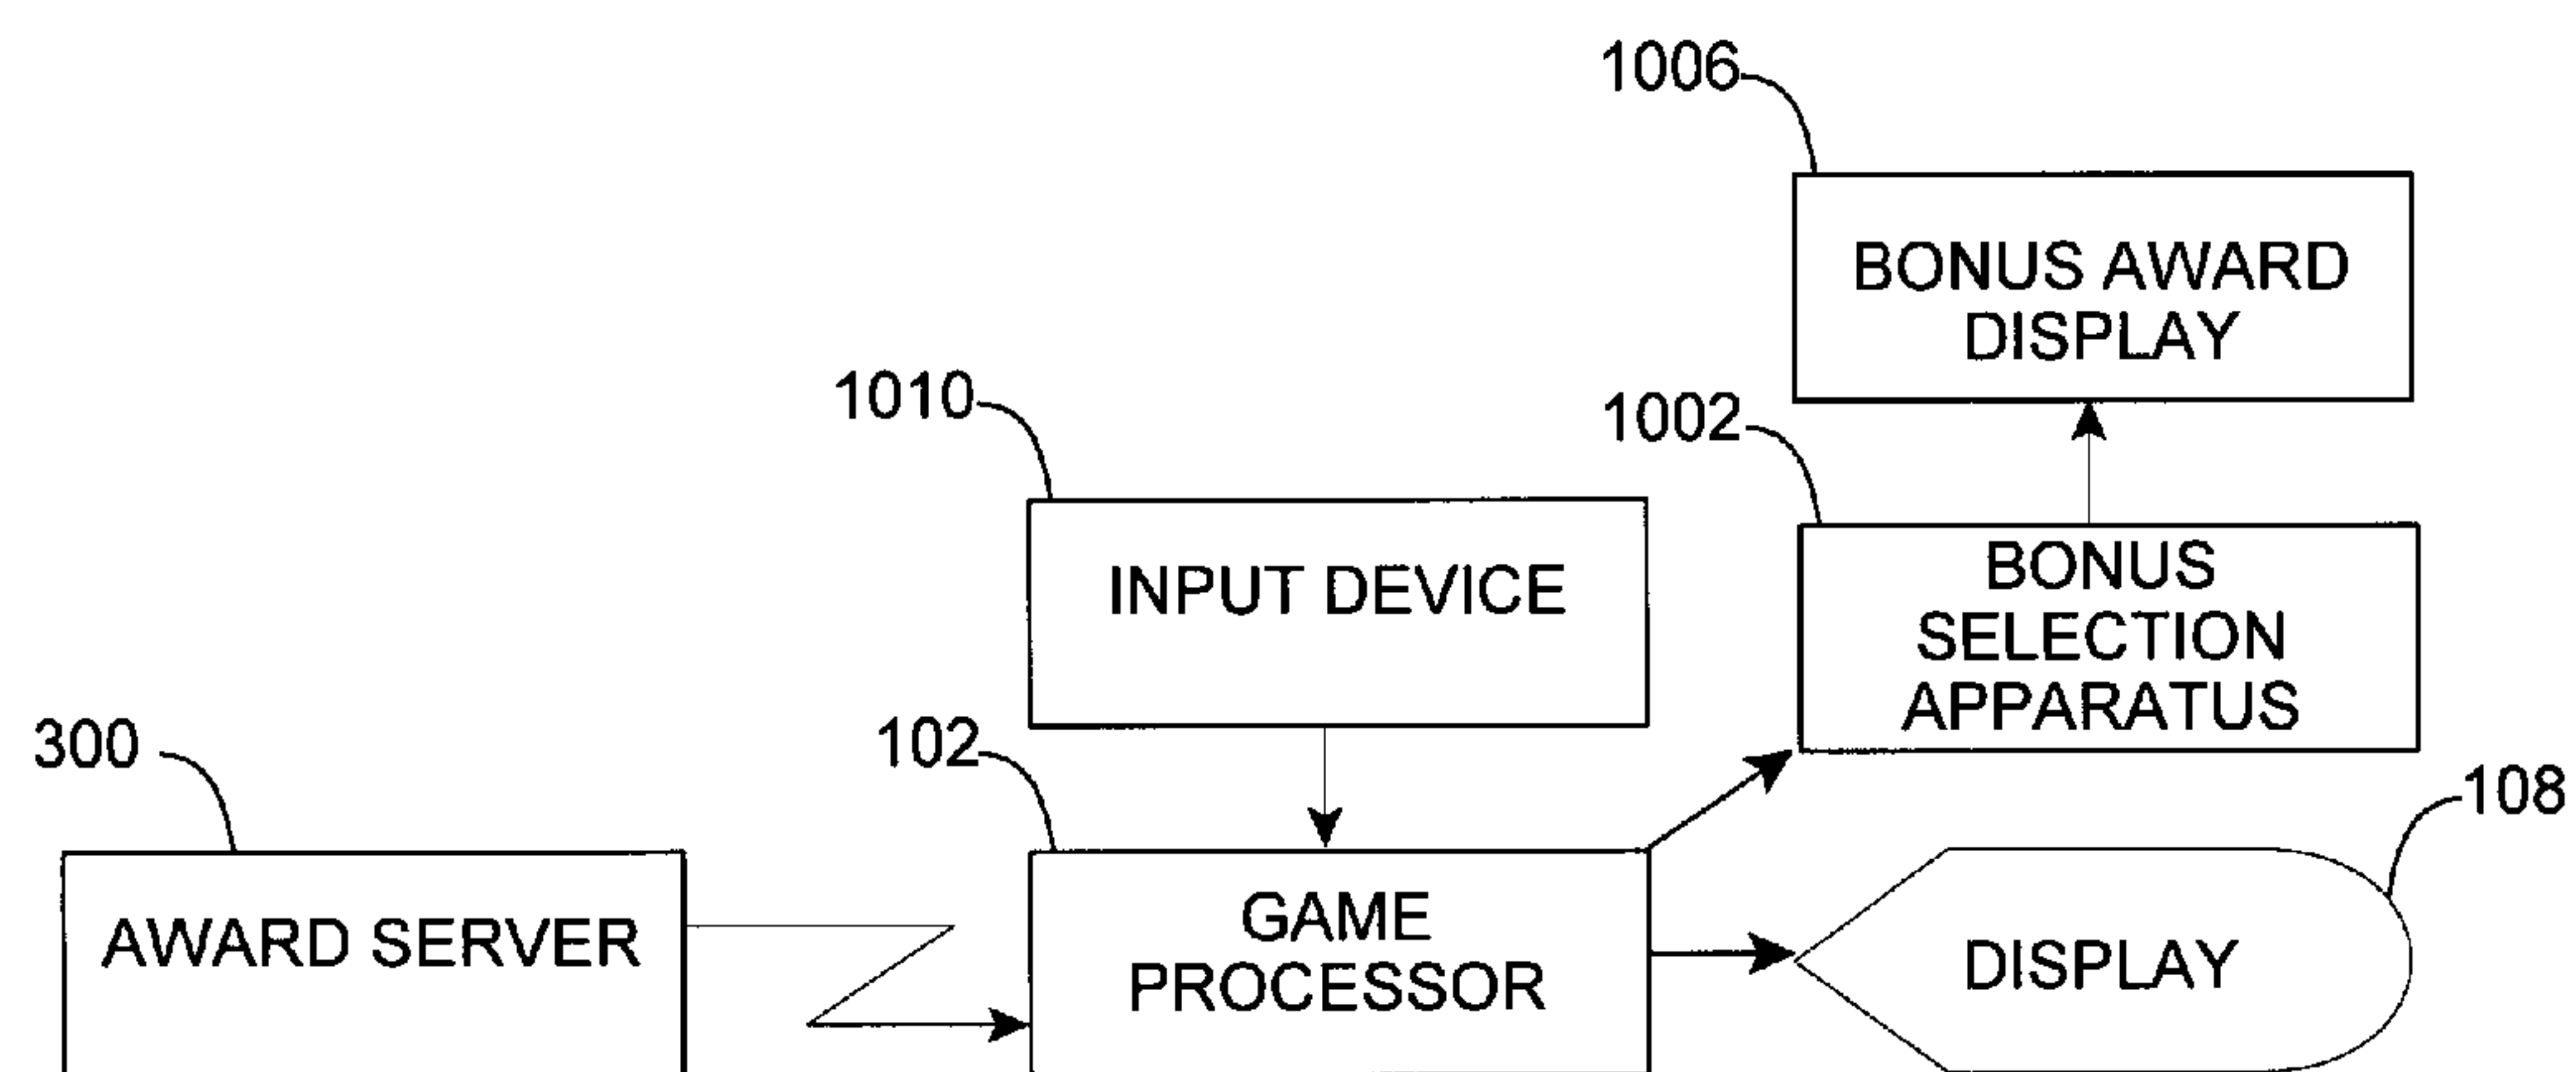 1006
BONUS AWARD
DISPLAY
1010
1002
INPUT DEVICE
BONUS
SELECTION
APPARATUS
300
102
108
AWARD SERVER
GAME
PROCESSOR
DISPLAY